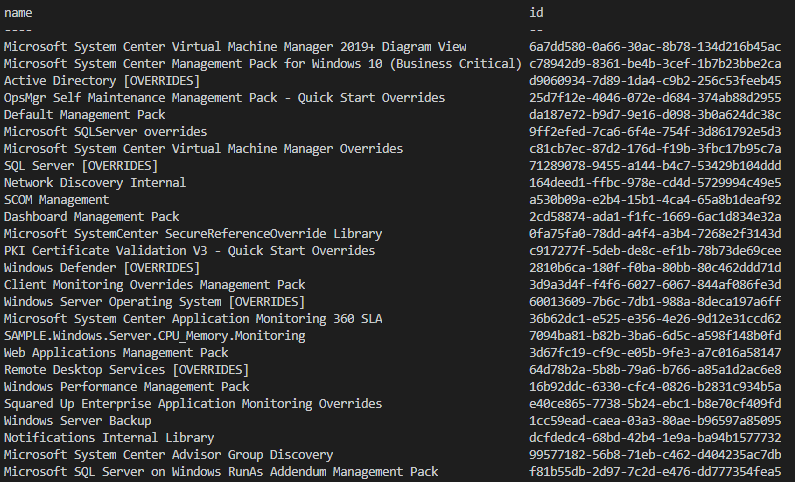 name id
---- --
Microsoft System Center Virtual Machine Manager 2019+ Diagram View 6a7dd580-0a66-30ac-8b78-134d216b45ac
Microsoft System Center Management Pack for Windows 10 (Business Critical) c78942d9-8361-be4b-3cef-1b7b23bbe2ca
Active Directory [OVERRIDES] d9060934-7d89-1da4-c9b2-256c53feeb45
OpsMgr Self Maintenance Management Pack - Quick Start Overrides 25d7f12e-4046-072e-d684-374ab88d2955
Default Management Pack da187e72-b9d7-9e16-d098-3b0a624dc38c
Microsoft SQLServer overrides 9ff2efed-7ca6-6f4e-754f-3d861792e5d3
Microsoft System Center Virtual Machine Manager Overrides c81cb7ec-87d2-176d-f19b-3fbc17b95c7a
SQL Server [OVERRIDES] 71289078-9455-a144-b4c7-53429b104ddd
Network Discovery Internal 164deed1-ffbc-978e-cd4d-5729994c49e5
SCOM Management a530b09a-e2b4-15b1-4ca4-65a8b1deaf92
Dashboard Management Pack 2cd58874-ada1-f1fc-1669-6ac1d834e32a
Microsoft SystemCenter SecureReferenceOverride Library 0fa75fa0-78dd-a4f4-a3b4-7268e2f3143d
PKI Certificate Validation V3 - Quick Start Overrides c917277f-5deb-de8c-ef1b-78b73de69cee
Windows Defender [OVERRIDES] 2810b6ca-180f-f0ba-80bb-80c462ddd71d
Client Monitoring Overrides Management Pack 3d9a3d4f-f4f6-6027-6067-844af086fe3d
Windows Server Operating System [OVERRIDES] 60013609-7b6c-7db1-988a-8deca197a6ff
Microsoft System Center Application Monitoring 360 SLA 36b62dc1-e525-e356-4e26-9d12e31ccd62
SAMPLE.Windows.Server.CPU_Memory.Monitoring 7094ba81-b82b-3ba6-6d5c-a598f148b0fd
Web Applications Management Pack 3d67fc19-cf9c-e05b-9fe3-a7c016a58147
Remote Desktop Services [OVERRIDES] 64d78b2a-5b8b-79a6-b766-a85a1d2ac6e8
Windows Performance Management Pack 16b92ddc-6330-cfc4-0826-b2831c934b5a
Squared Up Enterprise Application Monitoring Overrides e40ce865-7738-5b24-ebc1-b8e70cf409fd
Windows Server Backup 1cc59ead-caea-03a3-80ae-b96597a85095
Notifications Internal Library dcfdedc4-68bd-42b4-1e9a-ba94b1577732
Microsoft System Center Advisor Group Discovery 99577182-56b8-71eb-c462-d404235ac7db
Microsoft SQL Server on Windows RunAs Addendum Management Pack f81b55db-2d97-7c2d-e476-dd777354fea5